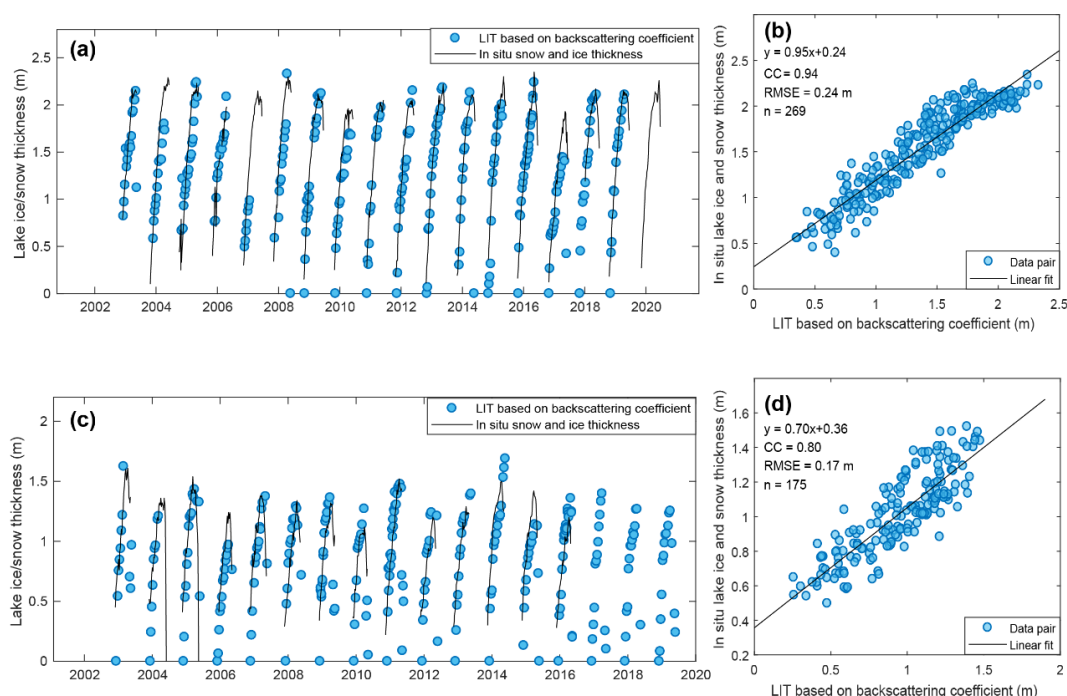 (a)
LIT based on backscattering coefficient
In situ snow and ice thickness
Lake ice/snow thickness (m)
2.5
2
1.5
1
0.5
0
2002 2004 2006 2008 2010 2012 2014 2016 2018 2020
(b)
y = 0.95x+0.24
CC = 0.94
RMSE = 0.24 m
n = 269
In situ lake ice and snow thickness (m)
3
2.5
2
1.5
1
0.5
0
Data pair
Linear fit
0 0.5 1 1.5 2 2.5
LIT based on backscattering coefficient (m)
(c)
LIT based on backscattering coefficient
In situ snow and ice thickness
Lake ice/snow thickness (m)
2
1.5
1
0.5
0
2002 2004 2006 2008 2010 2012 2014 2016 2018 2020
(d)
y = 0.70x+0.36
CC = 0.80
RMSE = 0.17 m
n = 175
In situ lake ice and snow thickness (m)
1.6
1.4
1.2
1
0.8
0.6
0.4
0.2
Data pair
Linear fit
0 0.5 1 1.5 2
LIT based on backscattering coefficient (m)